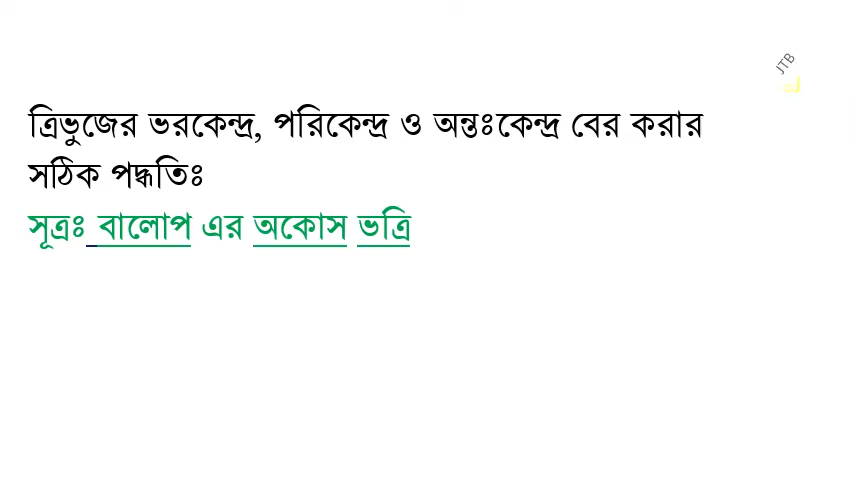 JTB
ত্রিভুজের ভরকেন্দ্র, পরিকেন্দ্র ও অন্তঃকেন্দ্র বের করার
সঠিক পদ্ধতিঃ
সূত্রঃ বালোপ এর অকোস ভত্রি